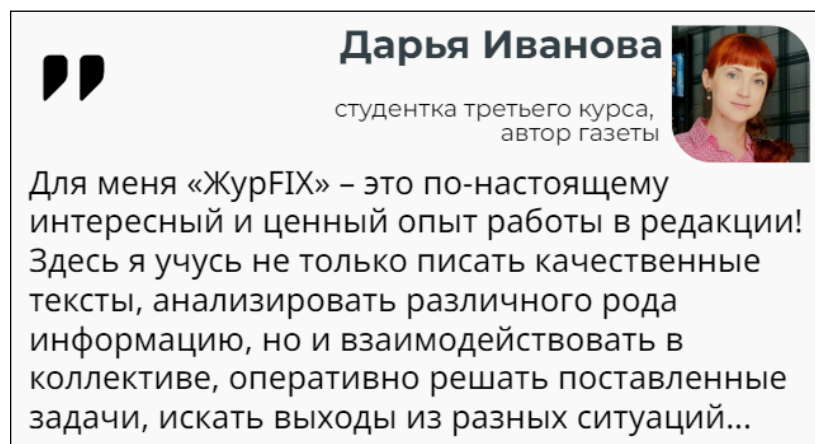 Дарья Иванова
студентка третьего курса,
автор газеты
Для меня «ЖурFIX» – это по-настоящему
интересный и ценный опыт работы в редакции!
Здесь я учусь не только писать качественные
тексты, анализировать различного рода
информацию, но и взаимодействовать в
коллективе, оперативно решать поставленные
задачи, искать выходы из разных ситуаций...